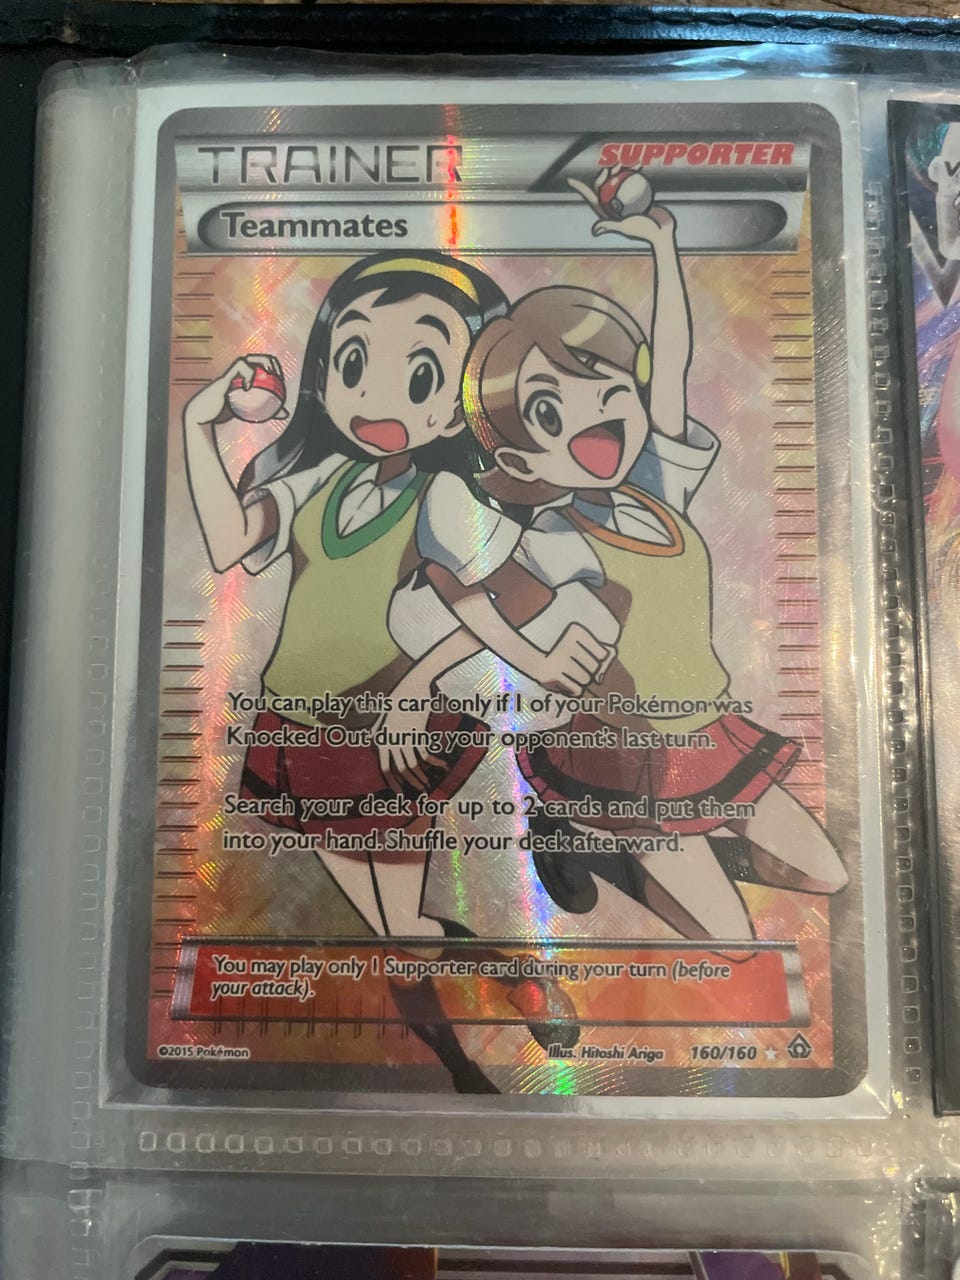 TRAINER
SUPPORTER
Teammates
You can play this card only if 1 of your Pokémon was
Knocked Out during your opponent's last turn.
Search your deck for up to 2 cards and put them
into your hand. Shuffle your deck afterward.
You may play only 1 Supporter card during your turn (before
your attack).
©2015 Pokémon
Illus. Hitoshi Ariga
160/160